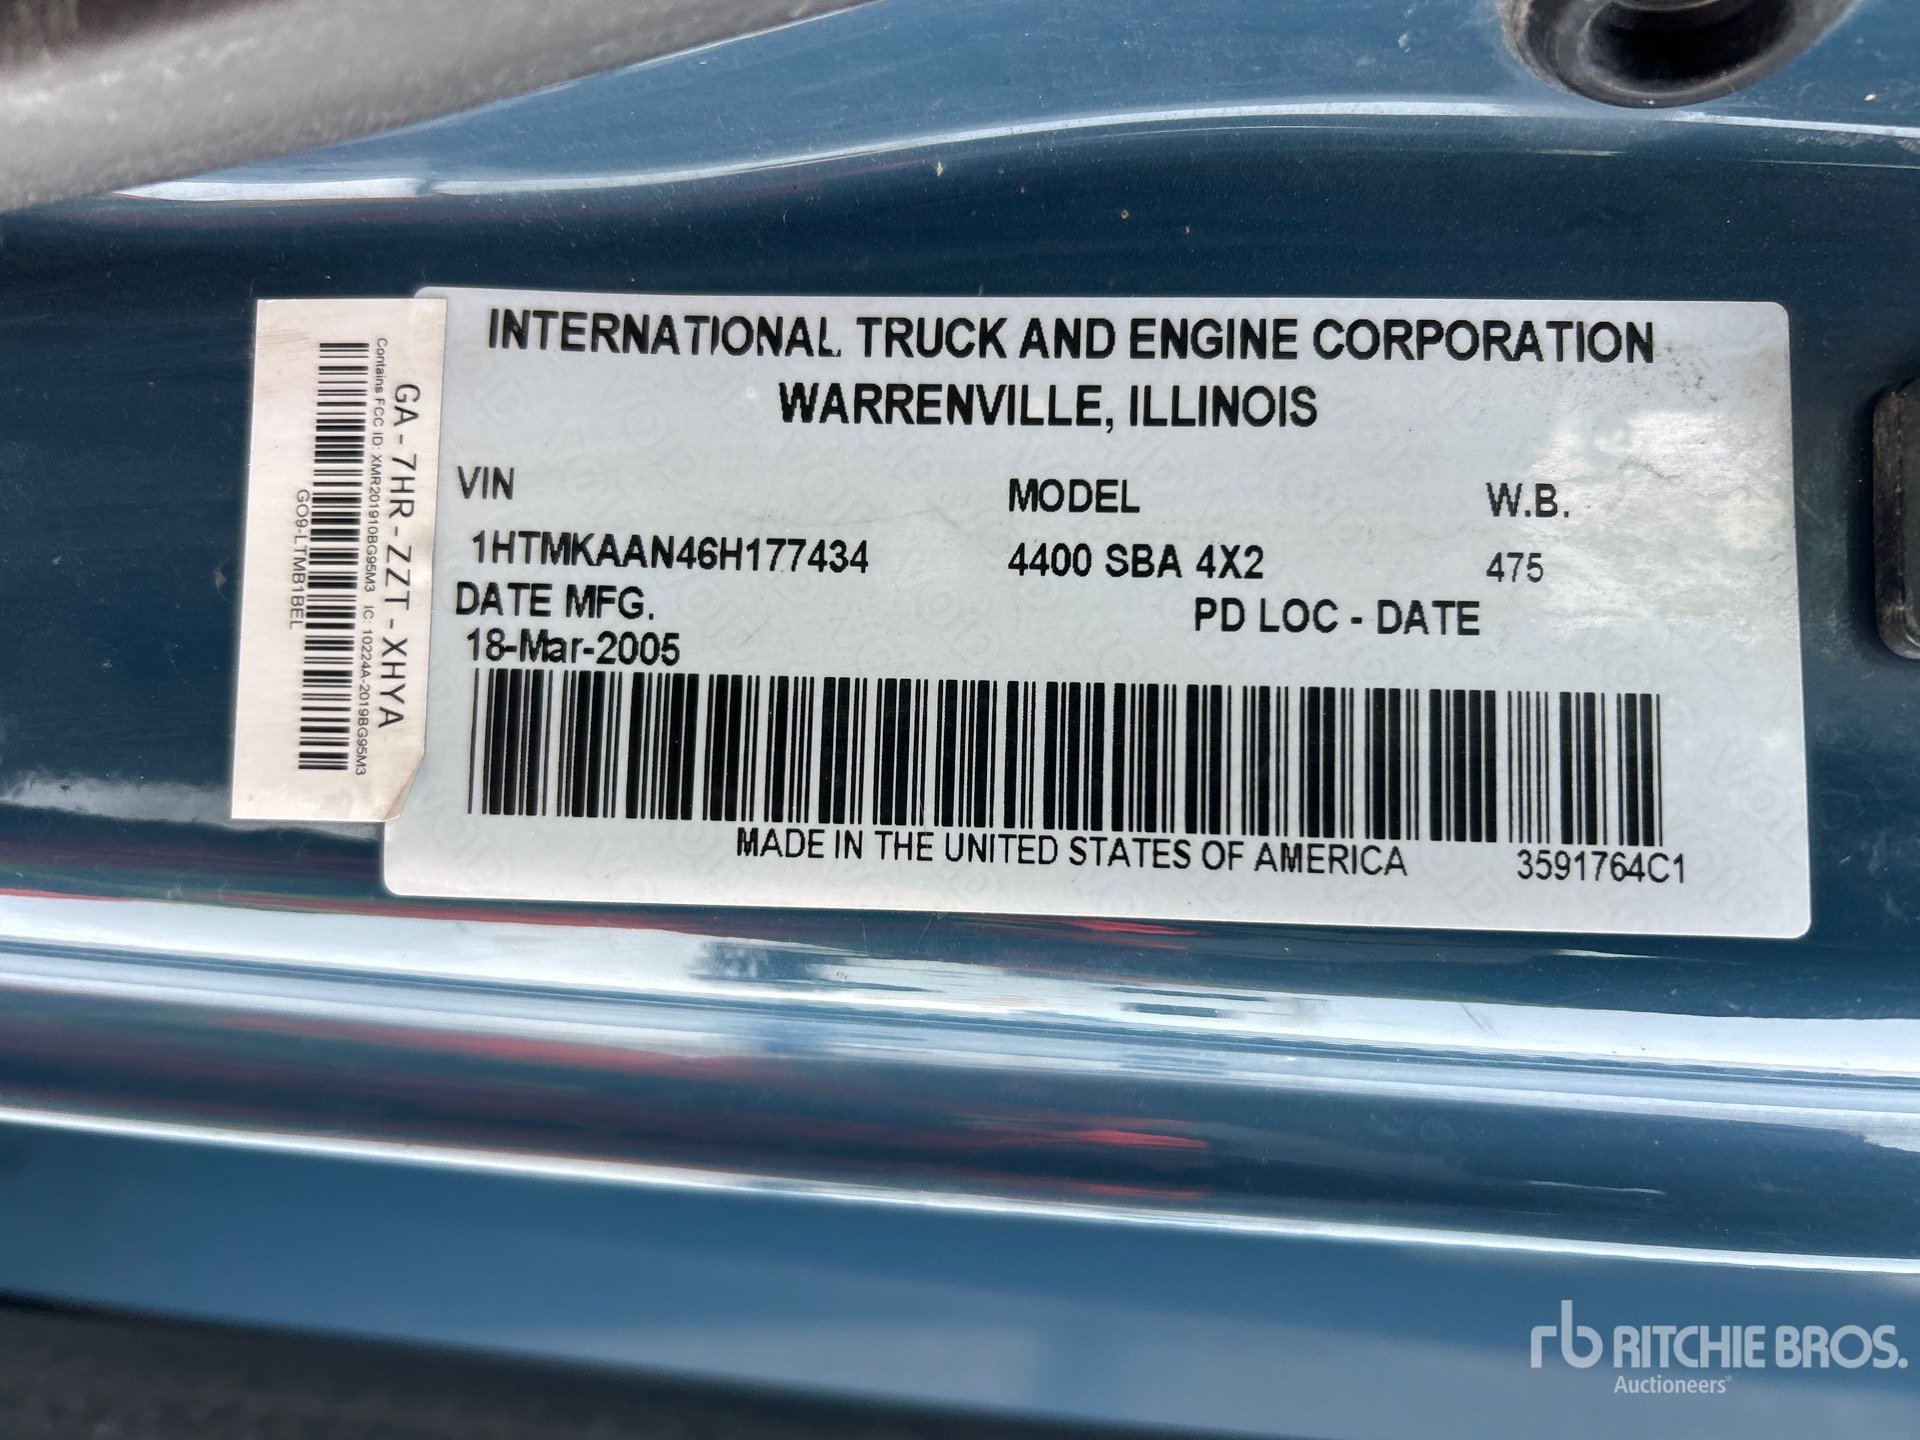 INTERNATIONAL TRUCK AND ENGINE CORPORATION
WARRENVILLE, ILLINOIS
VIN MODEL W.B.
1HTMKAAN46H177434 4400 SBA 4X2 475
DATE MFG. PD LOC - DATE
18-Mar-2005
MADE IN THE UNITED STATES OF AMERICA 3591764C1
GA-7HR-ZZT-XHYA
Contains FCC ID: XMR201910BG95M3 IC: 10224A-2019BG95M3
GO9-LTMB1BEL
rb RITCHIE BROS.
Auctioneers®